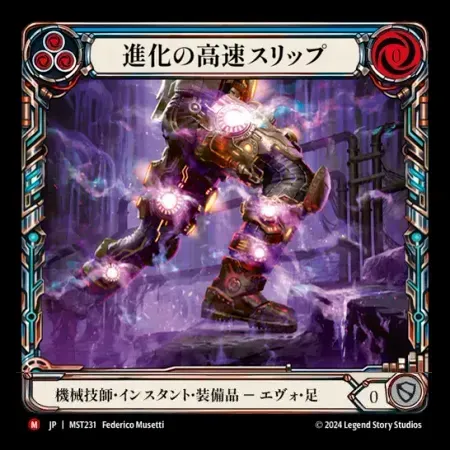 進化の高速スリップ
0
機械技師・インスタント・装備品 － エヴォ・足
0
M JP | MST231 Federico Musetti
© 2024 Legend Story Studios